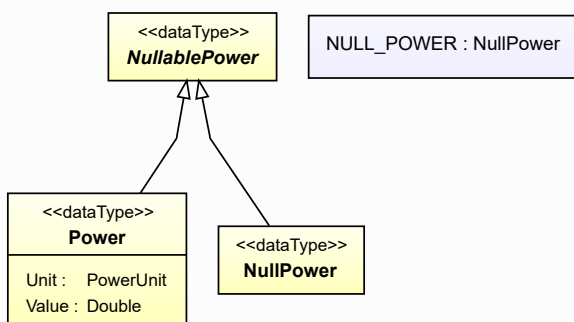 <<dataType>>
NullablePower
NULL_POWER : NullPower
<<dataType>>
Power
Unit : PowerUnit
Value : Double
<<dataType>>
NullPower